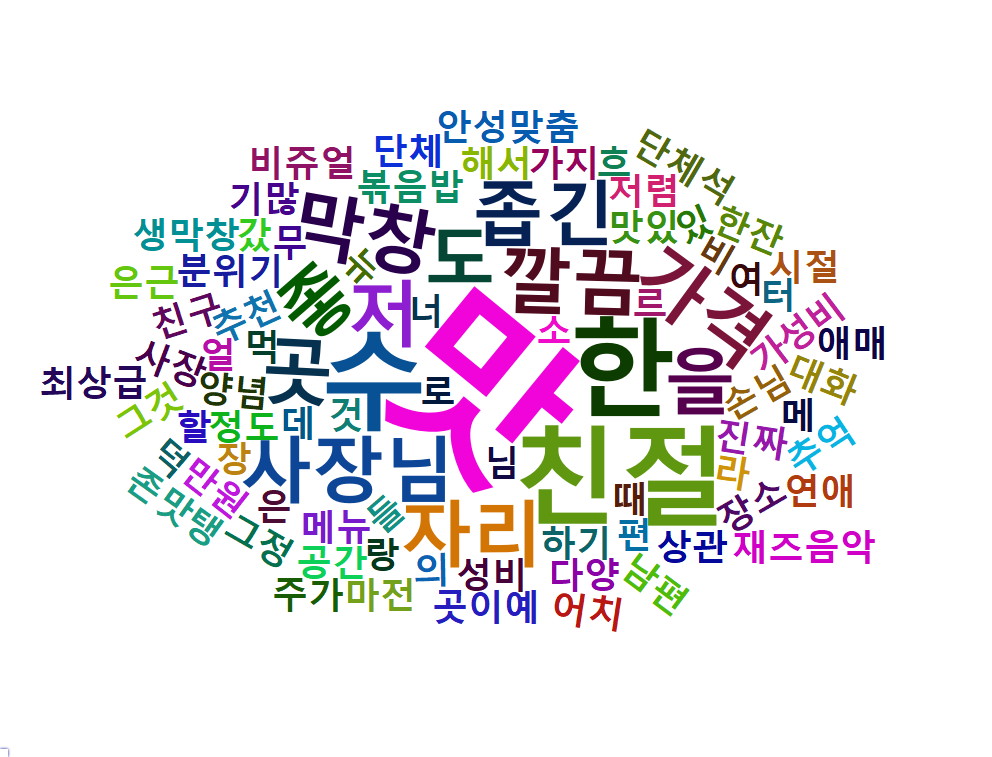 안성맞춤
비쥬얼
단체
해서
가지
흐
단체석
볶음밥
저렴
기많
막창
좁긴
맛있
있
한잔
생막창
갔
무
뉴
도
비
은근
분위기
깔끔
가격
여
시절
터
친구
추천
좋
저
너
르
가성비
애매
최상급
사장
얼
먹
곳
수
맛
소
한
을
손님
대화
그것
양념
로
메
할
정도
데
것
친절
진짜
추억
덕
장
사장님
님
라
존맛탱
만원
은
들
자리
때
장소
연애
그정
메뉴
하기
편
상관
재즈음악
공간
랑
의
성비
다양
남편
주가
마전
곳이예
어치